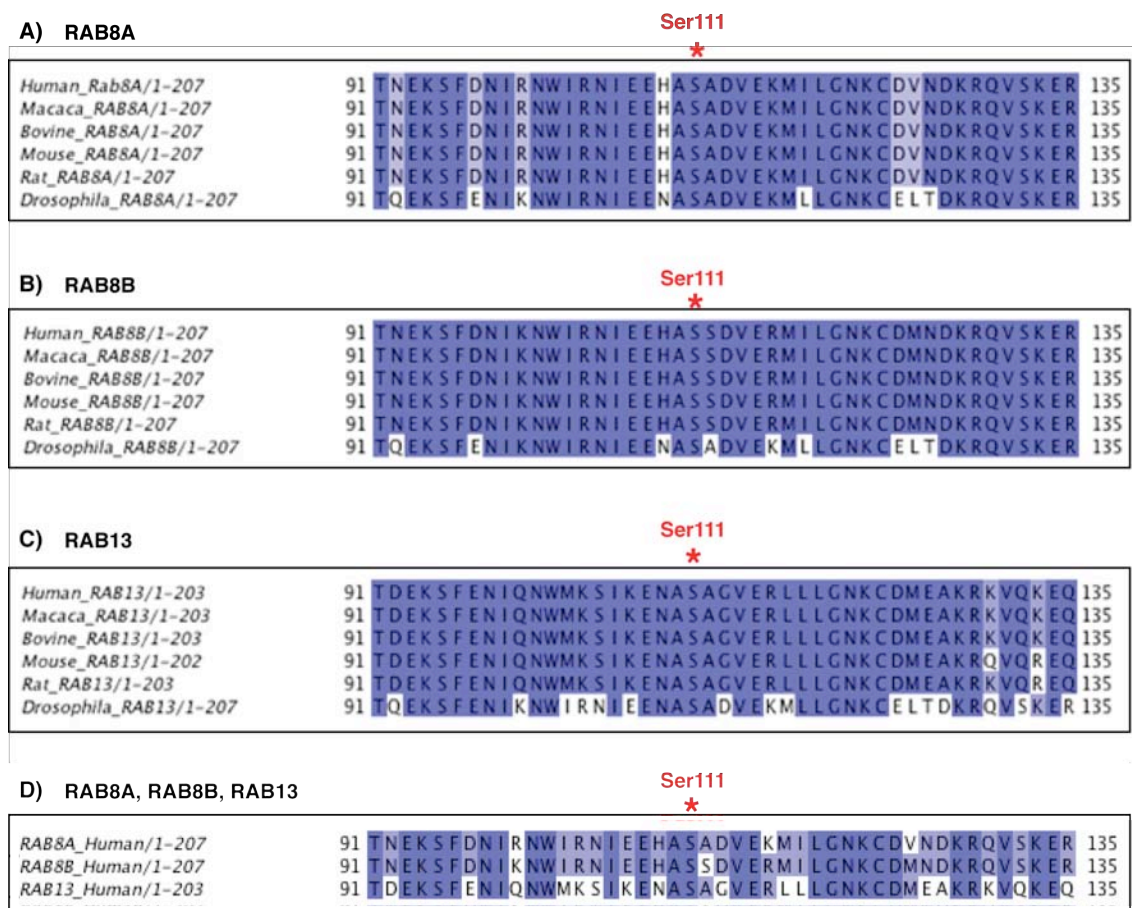 A) RAB8A Ser111
*
Human_Rab8A/1-207 91 TNEKSFDNIRNWIRNIEEHASADVEKMILGNKCDVNDKRQVSKER 135
Macaca_RAB8A/1-207 91 TNEKSFDNIRNWIRNIEEHASADVEKMILGNKCDVNDKRQVSKER 135
Bovine_RAB8A/1-207 91 TNEKSFDNIRNWIRNIEEHASADVEKMILGNKCDVNDKRQVSKER 135
Mouse_RAB8A/1-207 91 TNEKSFDNIRNWIRNIEEHASADVEKMILGNKCDVNDKRQVSKER 135
Rat_RAB8A/1-207 91 TNEKSFDNIRNWIRNIEEHASADVEKMILGNKCDVNDKRQVSKER 135
Drosophila_RAB8A/1-207 91 TQEKSFENIKNWIRNIEENASADVEKMLLGNKCELTDKRQVSKER 135
B) RAB8B Ser111
*
Human_RAB8B/1-207 91 TNEKSFDNIKNWIRNIEEHASSDVERMILGNKCDMNDKRQVSKER 135
Macaca_RAB8B/1-207 91 TNEKSFDNIKNWIRNIEEHASSDVERMILGNKCDMNDKRQVSKER 135
Bovine_RAB8B/1-207 91 TNEKSFDNIKNWIRNIEEHASSDVERMILGNKCDMNDKRQVSKER 135
Mouse_RAB8B/1-207 91 TNEKSFDNIKNWIRNIEEHASSDVERMILGNKCDMNDKRQVSKER 135
Rat_RAB8B/1-207 91 TNEKSFDNIKNWIRNIEEHASSDVERMILGNKCDMNDKRQVSKER 135
Drosophila_RAB8B/1-207 91 TQEKSFENIKNWIRNIEENASADVEKMLLGNKCELTDKRQVSKER 135
C) RAB13 Ser111
*
Human_RAB13/1-203 91 TDEKSFENIQNWMKSIKENASAGVERLLLGNKCDMEAKRKVQKEQ 135
Macaca_RAB13/1-203 91 TDEKSFENIQNWMKSIKENASAGVERLLLGNKCDMEAKRKVQKEQ 135
Bovine_RAB13/1-203 91 TDEKSFENIQNWMKSIKENASAGVERLLLGNKCDMEAKRKVQKEQ 135
Mouse_RAB13/1-202 91 TDEKSFENIQNWMKSIKENASAGVERLLLGNKCDMEAKRQVQREQ 135
Rat_RAB13/1-203 91 TDEKSFENIQNWMKSIKENASAGVERLLLGNKCDMEAKRKVQREQ 135
Drosophila_RAB13/1-207 91 TQEKSFENIKNWIRNIEENASADVEKMLLGNKCELTDKRQVSKER 135
D) RAB8A, RAB8B, RAB13 Ser111
*
RAB8A_Human/1-207 91 TNEKSFDNIRNWIRNIEEHASADVEKMILGNKCDVNDKRQVSKER 135
RAB8B_Human/1-207 91 TNEKSFDNIKNWIRNIEEHASSDVERMILGNKCDMNDKRQVSKER 135
RAB13_Human/1-203 91 TDEKSFENIQNWMKSIKENASAGVERLLLGNKCDMEAKRKVQKEQ 135